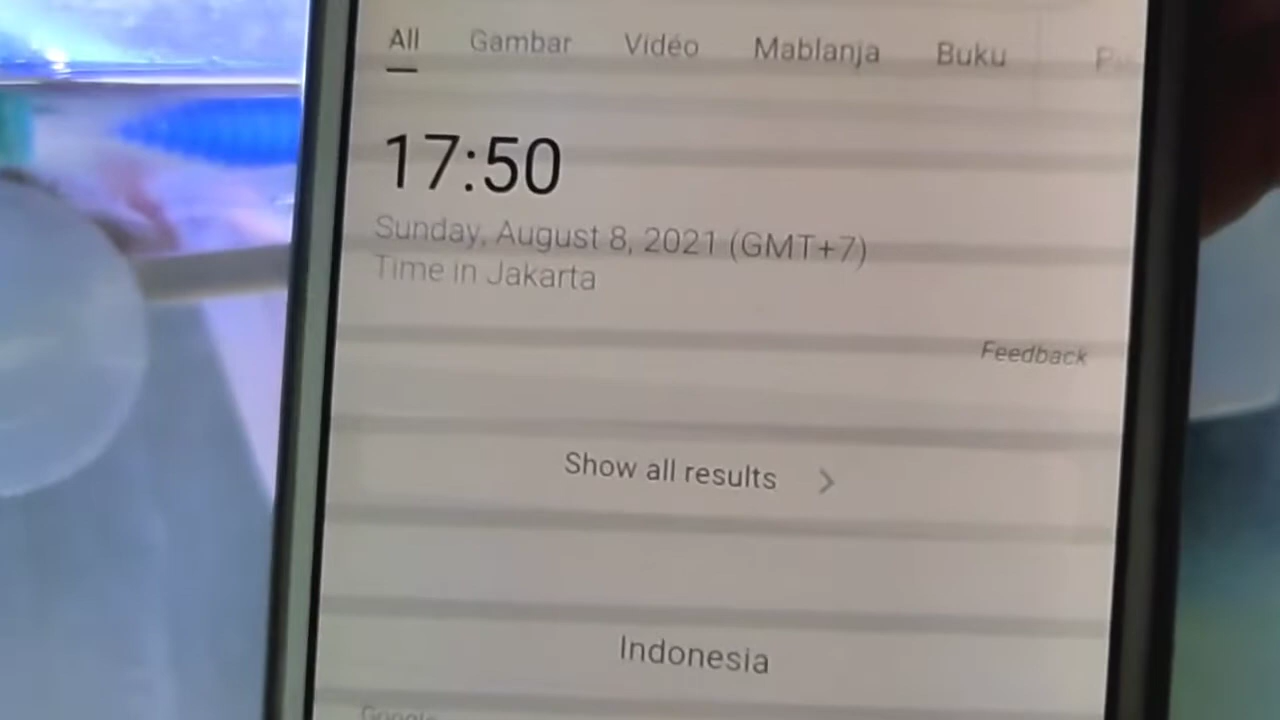 All Gambar Vidéo Mablanja Buku
17:50
Sunday, August 8, 2021 (GMT+7)
Time in Jakarta
Feedback
Show all results
Indonesia
Google